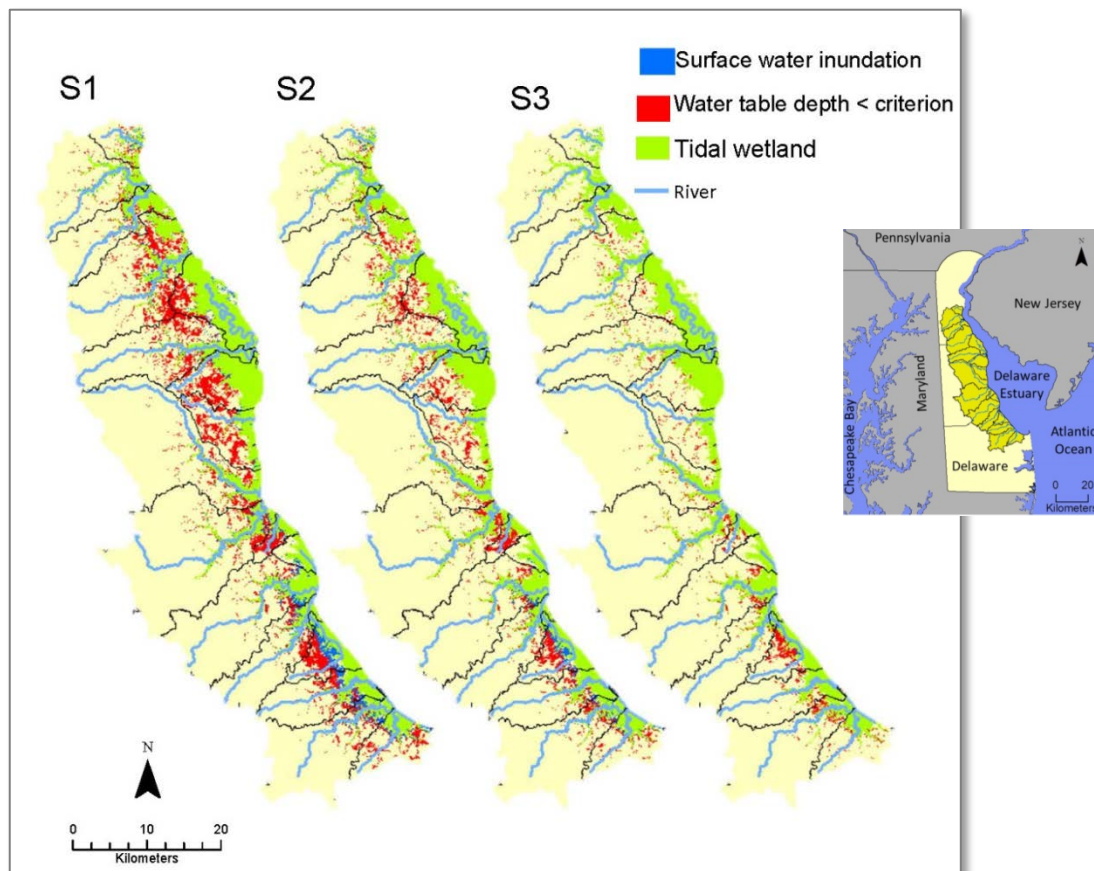 S1
S2
S3
Surface water inundation
Water table depth < criterion
Tidal wetland
River
N
0 10 20
Kilometers
Pennsylvania
N
New Jersey
Maryland
Delaware
Estuary
Chesapeake Bay
Atlantic
Ocean
Delaware
0 20
Kilometers